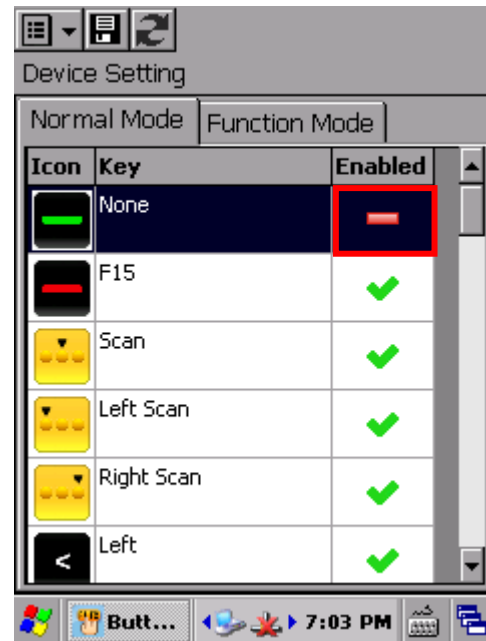 Device Setting
Normal Mode Function Mode
Icon Key Enabled
None
F15
Scan
Left Scan
Right Scan
< Left
Butt... 7:03 PM